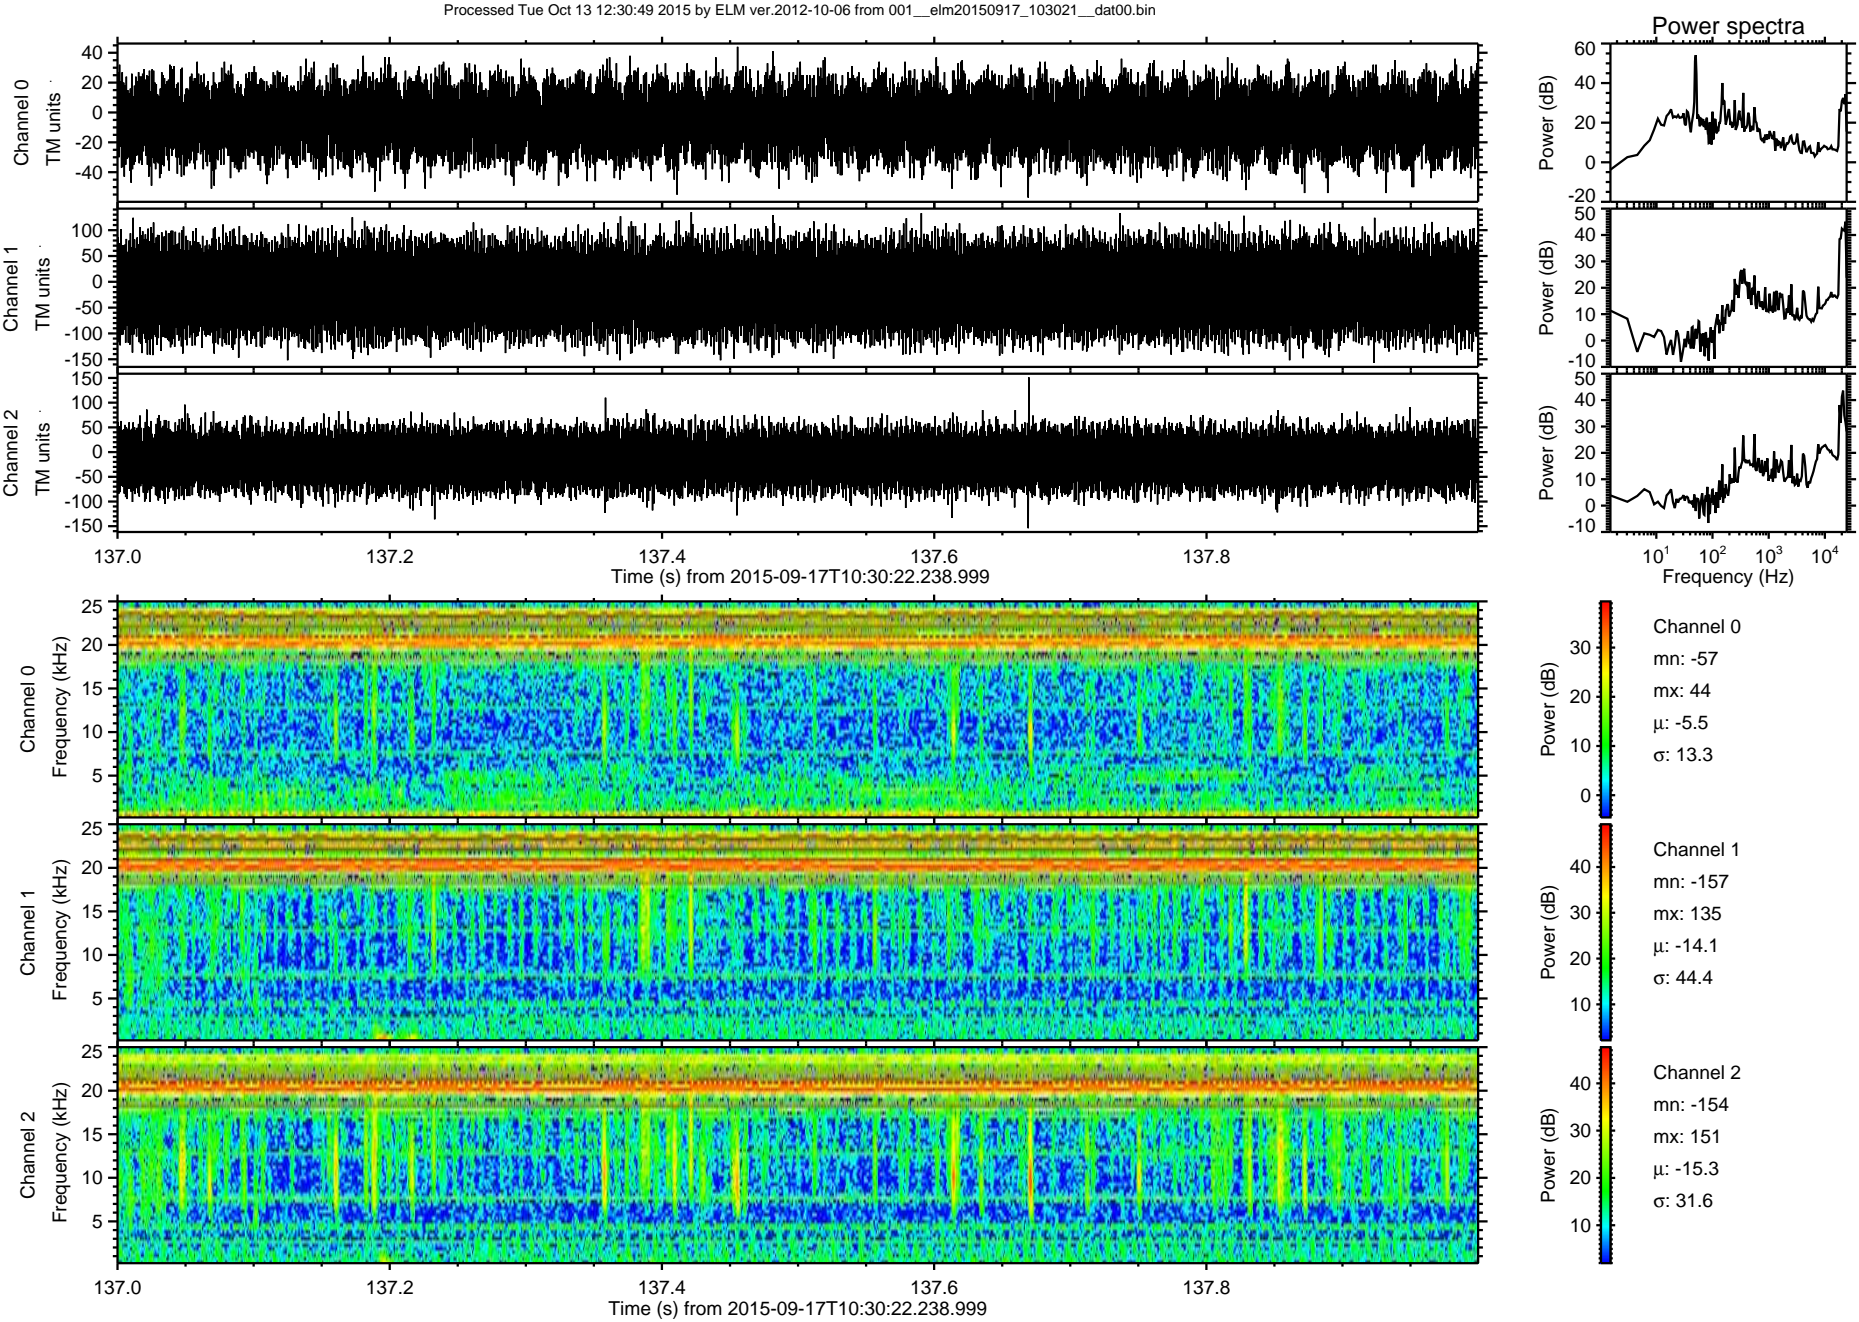 Processed Tue Oct 13 12:30:49 2015 by ELM ver.2012-10-06 from 001__elm20150917_103021__dat00.bin
Power spectra
Channel 0
TM units
40
20
0
-20
-40
Power (dB)
60
40
20
0
-20
Channel 1
TM units
100
50
0
-50
-100
-150
Power (dB)
50
40
30
20
10
0
-10
Channel 2
TM units
150
100
50
0
-50
-100
-150
Power (dB)
50
40
30
20
10
0
-10
137.0 137.2 137.4 137.6 137.8
Time (s) from 2015-09-17T10:30:22.238.999
10^1 10^2 10^3 10^4
Frequency (Hz)
Channel 0
Frequency (kHz)
25
20
15
10
5
Power (dB)
30
20
10
0
Channel 0
mn: -57
mx: 44
μ: -5.5
σ: 13.3
Channel 1
Frequency (kHz)
25
20
15
10
5
Power (dB)
40
30
20
10
Channel 1
mn: -157
mx: 135
μ: -14.1
σ: 44.4
Channel 2
Frequency (kHz)
25
20
15
10
5
Power (dB)
40
30
20
10
Channel 2
mn: -154
mx: 151
μ: -15.3
σ: 31.6
137.0 137.2 137.4 137.6 137.8
Time (s) from 2015-09-17T10:30:22.238.999